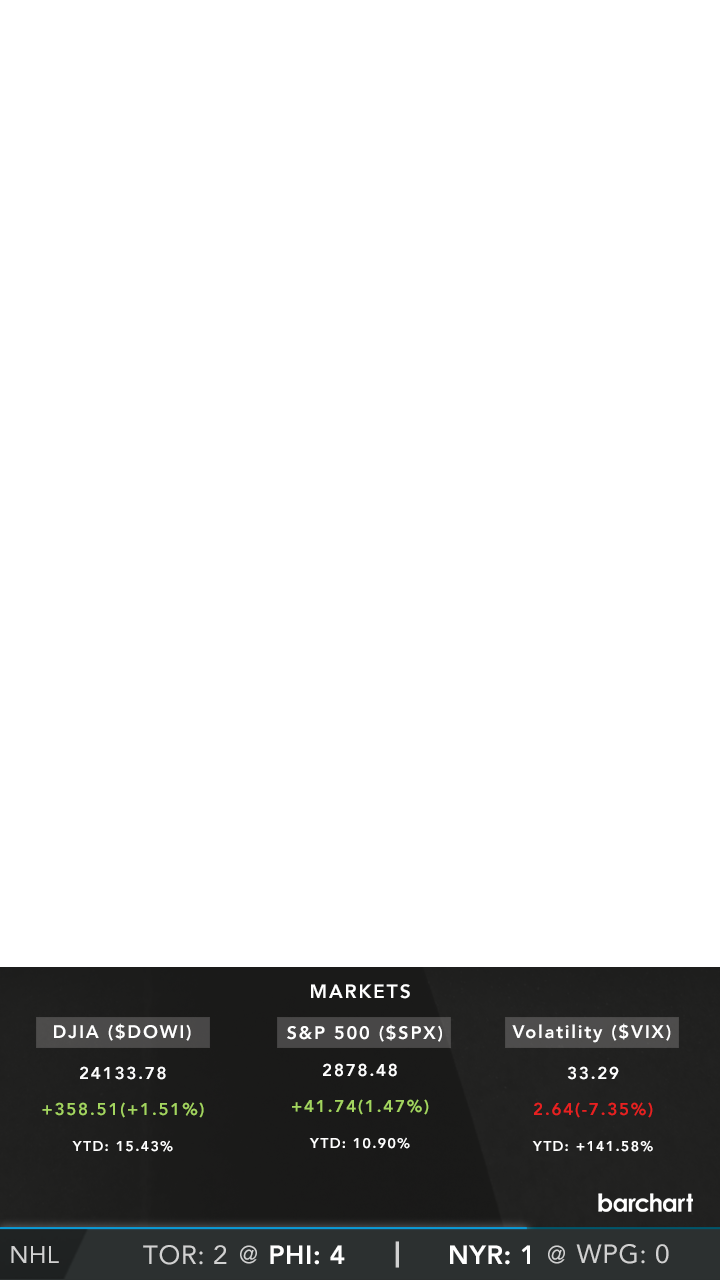 MARKETS
DJIA ($DOWI) S&P 500 ($SPX) Volatility ($VIX)
24133.78 2878.48 33.29
+358.51(+1.51%) +41.74(1.47%) 2.64(-7.35%)
YTD: 15.43% YTD: 10.90% YTD: +141.58%
barchart
NHL TOR: 2 @ PHI: 4 | NYR: 1 @ WPG: 0